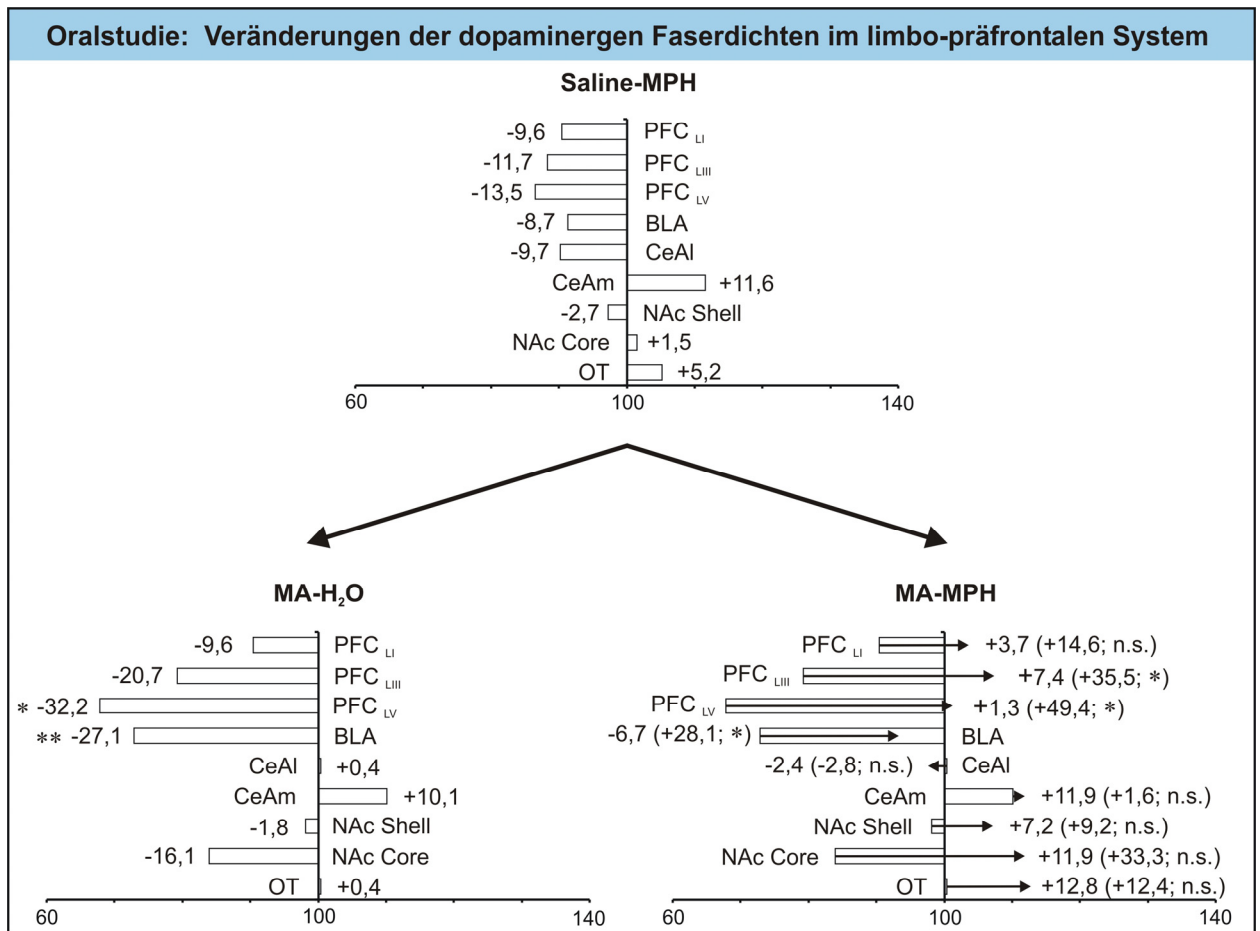 Oralstudie: Veränderungen der dopaminergen Faserdichten im limbo-präfrontalen System
Saline-MPH
-9,6 PFC LI
-11,7 PFC LIII
-13,5 PFC LV
-8,7 BLA
-9,7 CeAl
CeAm +11,6
-2,7 NAc Shell
NAc Core +1,5
OT +5,2
60 100 140
MA-H₂O
-9,6 PFC LI
-20,7 PFC LIII
* -32,2 PFC LV
** -27,1 BLA
CeAl +0,4
CeAm +10,1
-1,8 NAc Shell
-16,1 NAc Core
OT +0,4
60 100 140
MA-MPH
PFC LI +3,7 (+14,6; n.s.)
PFC LIII +7,4 (+35,5; *)
PFC LV +1,3 (+49,4; *)
-6,7 (+28,1; *) BLA
-2,4 (-2,8; n.s.) CeAl
CeAm +11,9 (+1,6; n.s.)
NAc Shell +7,2 (+9,2; n.s.)
NAc Core +11,9 (+33,3; n.s.)
OT +12,8 (+12,4; n.s.)
60 100 140